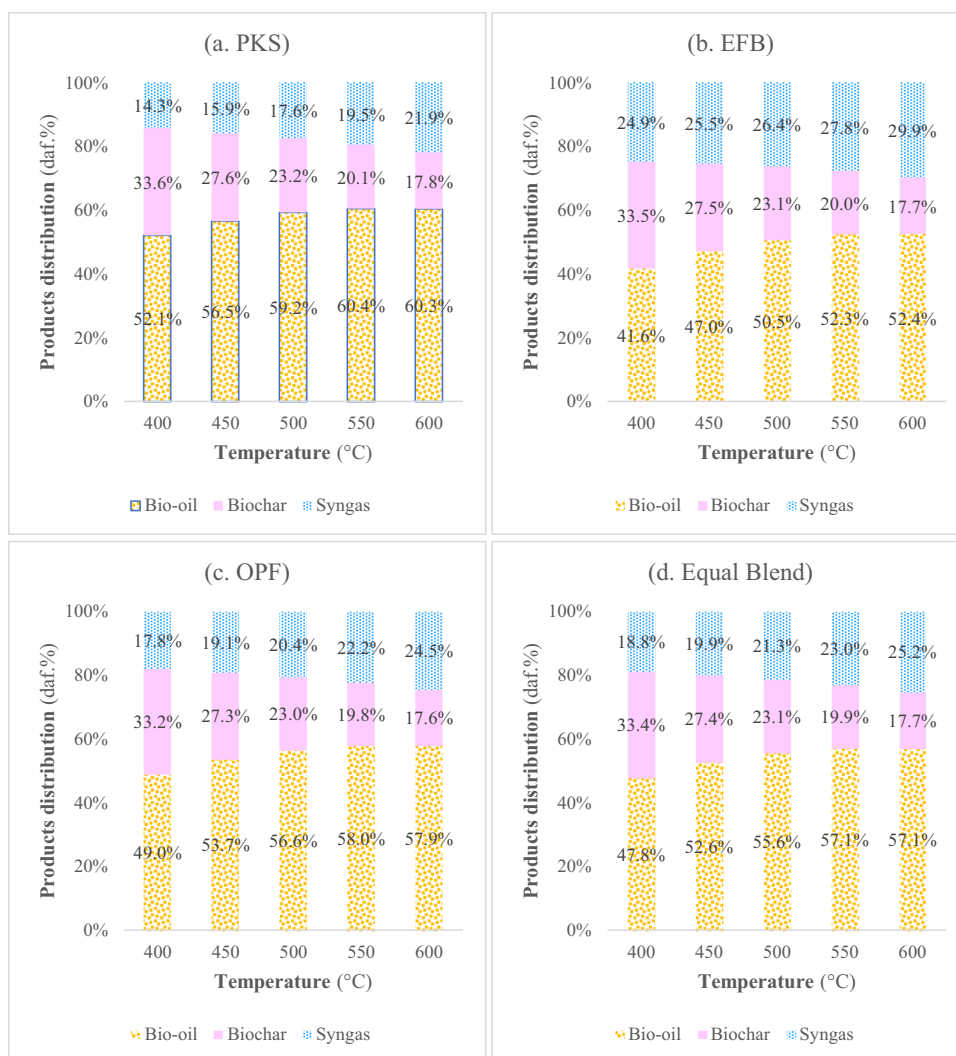 (a. PKS)
Products distribution (daf.%)
100%
80%
60%
40%
20%
0%
14.3% 15.9% 17.6% 19.5% 21.9%
33.6% 27.6% 23.2% 20.1% 17.8%
52.1% 56.5% 59.2% 60.4% 60.3%
400 450 500 550 600
Temperature (°C)
Bio-oil Biochar Syngas
(b. EFB)
Products distribution (daf.%)
100%
80%
60%
40%
20%
0%
24.9% 25.5% 26.4% 27.8% 29.9%
33.5% 27.5% 23.1% 20.0% 17.7%
41.6% 47.0% 50.5% 52.3% 52.4%
400 450 500 550 600
Temperature (°C)
Bio-oil Biochar Syngas
(c. OPF)
Products distribution (daf.%)
100%
80%
60%
40%
20%
0%
17.8% 19.1% 20.4% 22.2% 24.5%
33.2% 27.3% 23.0% 19.8% 17.6%
49.0% 53.7% 56.6% 58.0% 57.9%
400 450 500 550 600
Temperature (°C)
Bio-oil Biochar Syngas
(d. Equal Blend)
Products distribution (daf.%)
100%
80%
60%
40%
20%
0%
18.8% 19.9% 21.3% 23.0% 25.2%
33.4% 27.4% 23.1% 19.9% 17.7%
47.8% 52.6% 55.6% 57.1% 57.1%
400 450 500 550 600
Temperature (°C)
Bio-oil Biochar Syngas